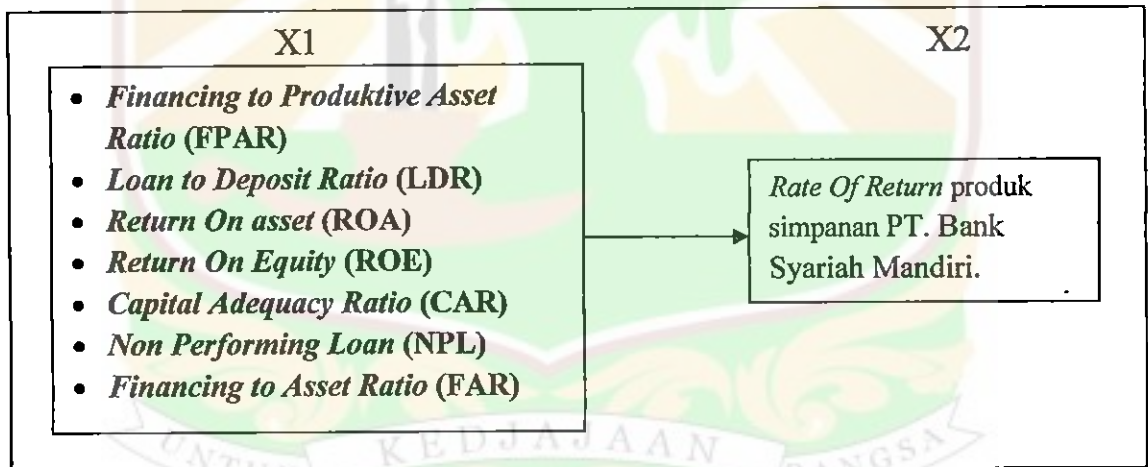 X1
X2
• Financing to Produktive Asset
Ratio (FPAR)
• Loan to Deposit Ratio (LDR)
• Return On asset (ROA)
• Return On Equity (ROE)
• Capital Adequacy Ratio (CAR)
• Non Performing Loan (NPL)
• Financing to Asset Ratio (FAR)
Rate Of Return produk
simpanan PT. Bank
Syariah Mandiri.
UNTUK KEDJAJAAN BANGSA